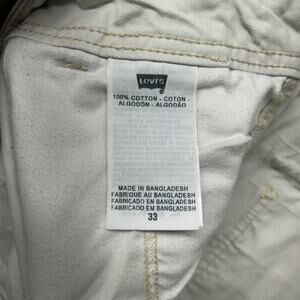 Levi's
100% COTTON - COTON -
ALGODÓN - ALGODÃO
MADE IN BANGLADESH
FABRIQUE AU BANGLADESH
FABRICADO EN BANGLADESH
FABRICADO EM BANGLADESH
33